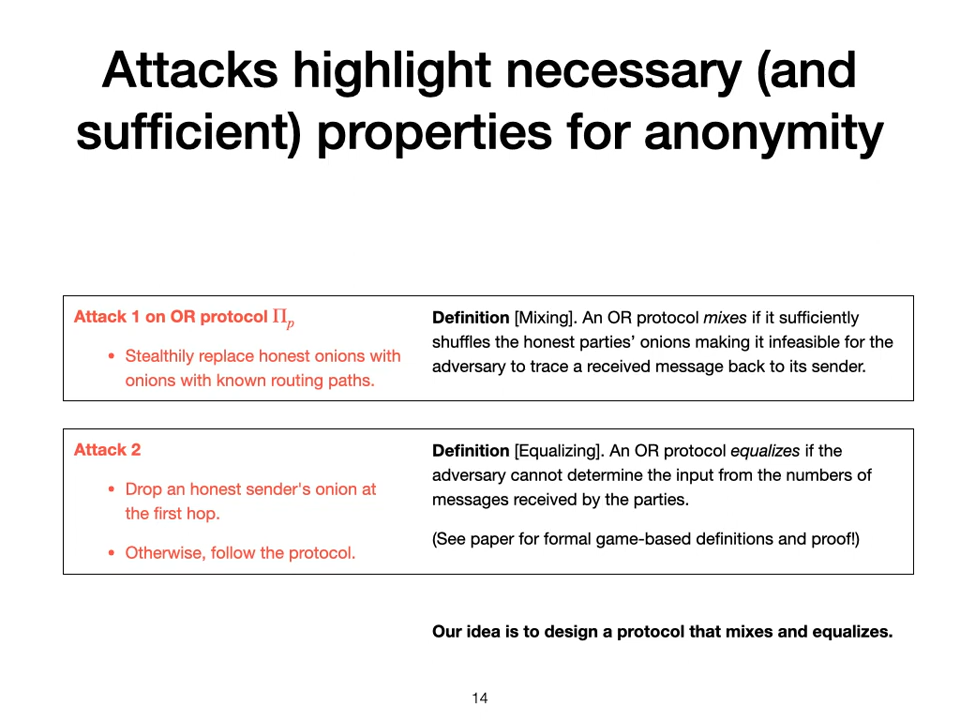 Attacks highlight necessary (and
sufficient) properties for anonymity
Attack 1 on OR protocol Πp
• Stealthily replace honest onions with
onions with known routing paths.
Definition [Mixing]. An OR protocol mixes if it sufficiently
shuffles the honest parties’ onions making it infeasible for the
adversary to trace a received message back to its sender.
Attack 2
• Drop an honest sender's onion at
the first hop.
• Otherwise, follow the protocol.
Definition [Equalizing]. An OR protocol equalizes if the
adversary cannot determine the input from the numbers of
messages received by the parties.
(See paper for formal game-based definitions and proof!)
Our idea is to design a protocol that mixes and equalizes.
14